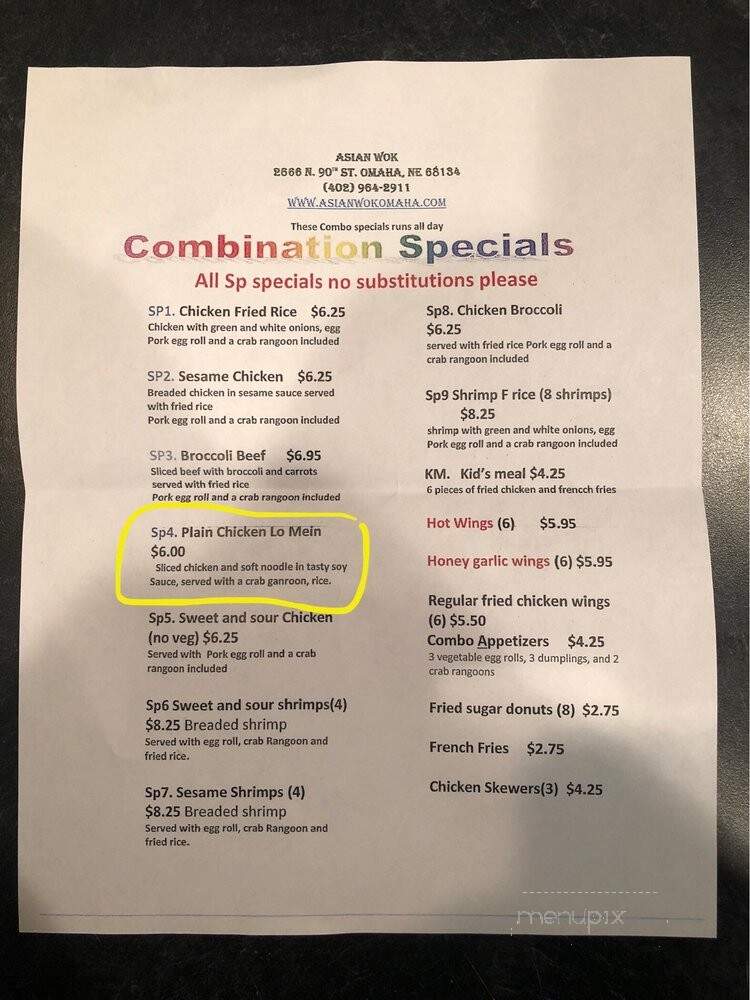 ASIAN WOK
2666 N. 90TH ST. OMAHA, NE 68134
(402) 964-2911
WWW.ASIANWOKOMAHA.COM
These Combo specials runs all day
Combination Specials
All Sp specials no substitutions please
SP1. Chicken Fried Rice $6.25
Chicken with green and white onions, egg
Pork egg roll and a crab rangoon included
SP2. Sesame Chicken $6.25
Breaded chicken in sesame sauce served
with fried rice
Pork egg roll and a crab rangoon included
SP3. Broccoli Beef $6.95
Sliced beef with broccoli and carrots
served with fried rice
Pork egg roll and a crab rangoon included
Sp4. Plain Chicken Lo Mein
$6.00
Sliced chicken and soft noodle in tasty soy
Sauce, served with a crab ganroon, rice.
Sp5. Sweet and sour Chicken
(no veg) $6.25
Served with Pork egg roll and a crab
rangoon included
Sp6 Sweet and sour shrimps(4)
$8.25 Breaded shrimp
Served with egg roll, crab Rangoon and
fried rice.
Sp7. Sesame Shrimps (4)
$8.25 Breaded shrimp
Served with egg roll, crab Rangoon and
fried rice.
Sp8. Chicken Broccoli
$6.25
served with fried rice Pork egg roll and a
crab rangoon included
Sp9 Shrimp F rice (8 shrimps)
$8.25
shrimp with green and white onions, egg
Pork egg roll and a crab rangoon included
KM. Kid's meal $4.25
6 pieces of fried chicken and frencch fries
Hot Wings (6) $5.95
Honey garlic wings (6) $5.95
Regular fried chicken wings
(6) $5.50
Combo Appetizers $4.25
3 vegetable egg rolls, 3 dumplings, and 2
crab rangoons
Fried sugar donuts (8) $2.75
French Fries $2.75
Chicken Skewers(3) $4.25
menupix